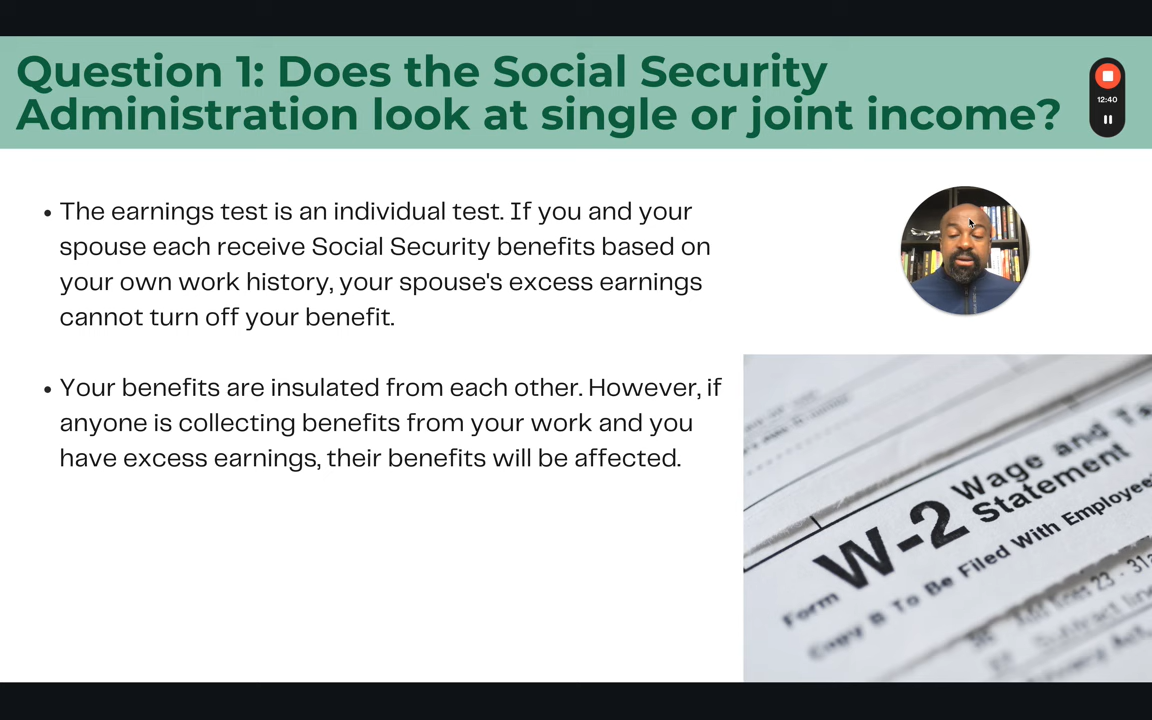 Question 1: Does the Social Security
Administration look at single or joint income?
12:40
• The earnings test is an individual test. If you and your
spouse each receive Social Security benefits based on
your own work history, your spouse's excess earnings
cannot turn off your benefit.
• Your benefits are insulated from each other. However, if
anyone is collecting benefits from your work and you
have excess earnings, their benefits will be affected.
Form W-2 Wage and
Statement
Copy B To Be Filed With Employee